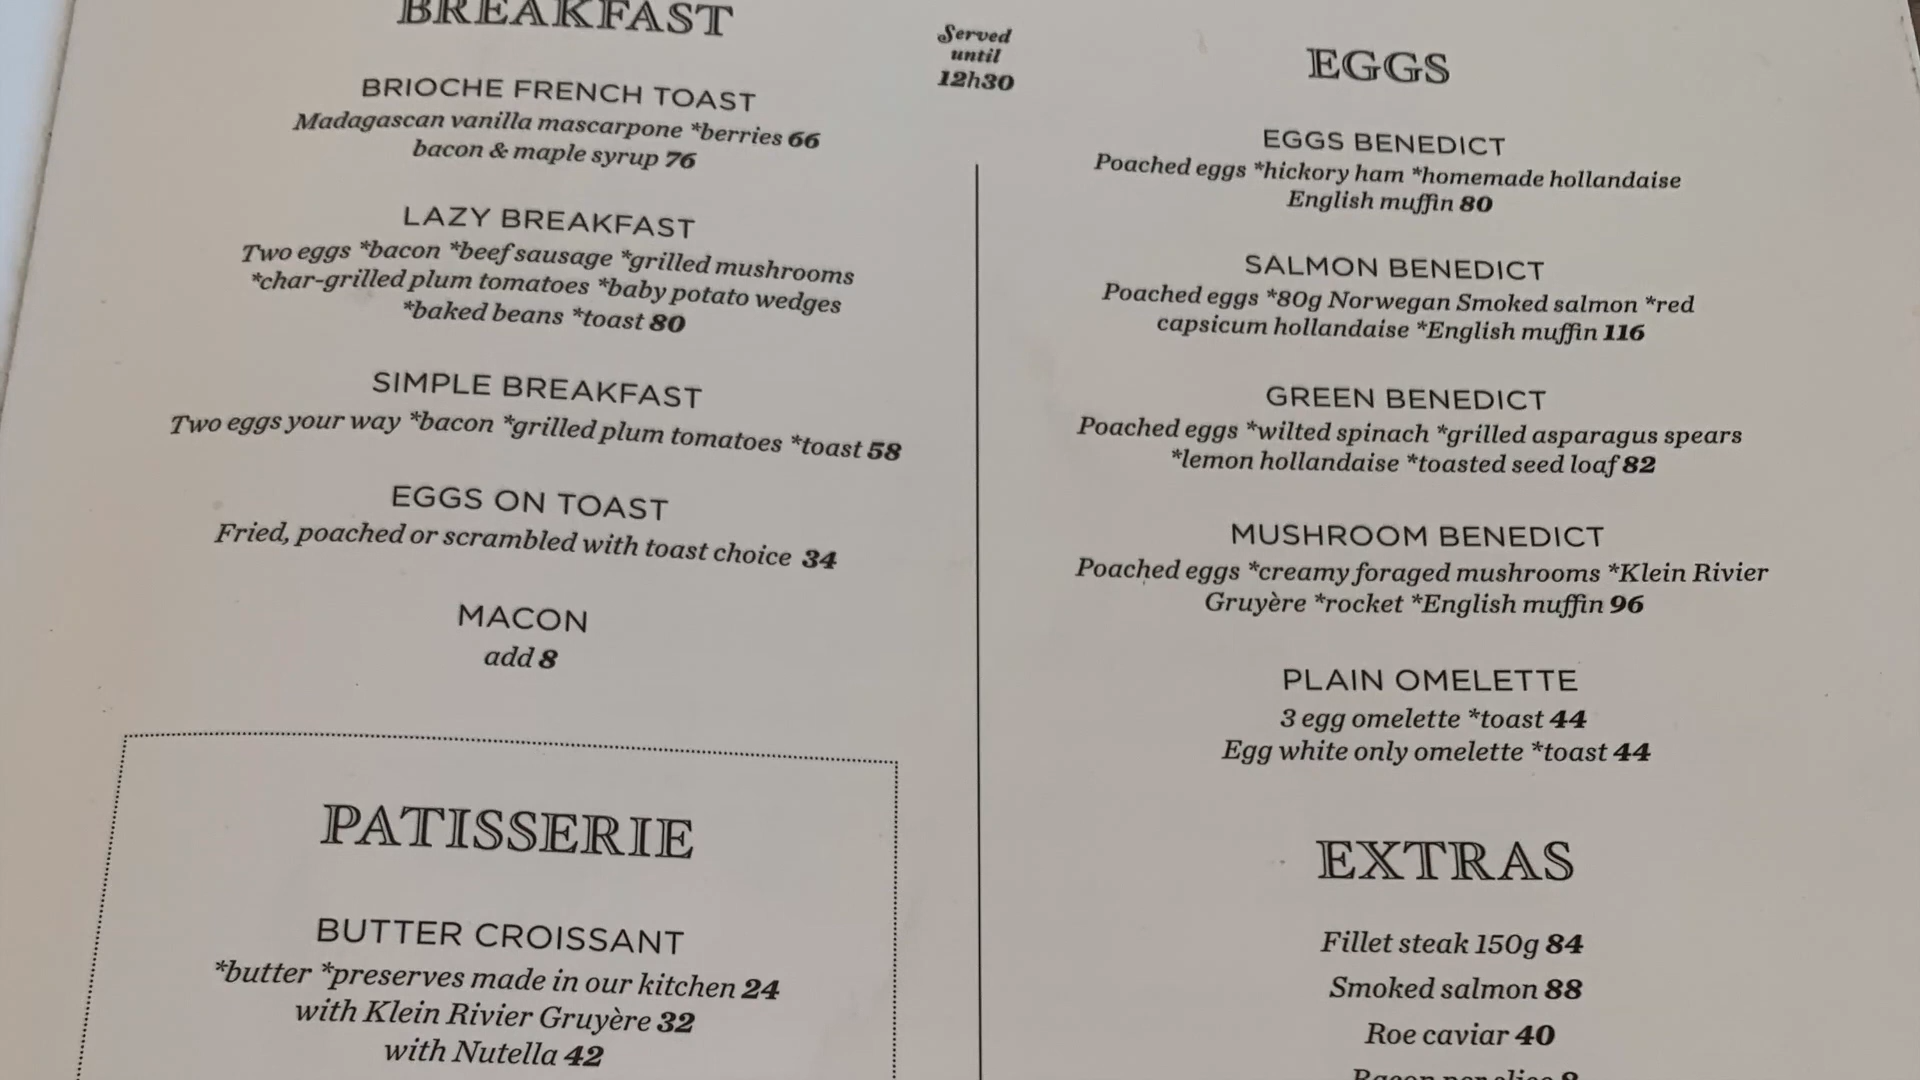 BREAKFAST
BRIOCHE FRENCH TOAST
Madagascan vanilla mascarpone *berries 66
bacon & maple syrup 76
LAZY BREAKFAST
Two eggs *bacon *beef sausage *grilled mushrooms
*char-grilled plum tomatoes *baby potato wedges
*baked beans *toast 80
SIMPLE BREAKFAST
Two eggs your way *bacon *grilled plum tomatoes *toast 58
EGGS ON TOAST
Fried, poached or scrambled with toast choice 34
MACON
add 8
PATISSERIE
BUTTER CROISSANT
*butter *preserves made in our kitchen 24
with Klein Rivier Gruyère 32
with Nutella 42
Served
until
12h30
EGGS
EGGS BENEDICT
Poached eggs *hickory ham *homemade hollandaise
English muffin 80
SALMON BENEDICT
Poached eggs *80g Norwegian Smoked salmon *red
capsicum hollandaise *English muffin 116
GREEN BENEDICT
Poached eggs *wilted spinach *grilled asparagus spears
*lemon hollandaise *toasted seed loaf 82
MUSHROOM BENEDICT
Poached eggs *creamy foraged mushrooms *Klein Rivier
Gruyère *rocket *English muffin 96
PLAIN OMELETTE
3 egg omelette *toast 44
Egg white only omelette *toast 44
EXTRAS
Fillet steak 150g 84
Smoked salmon 88
Roe caviar 40
Bacon per slice